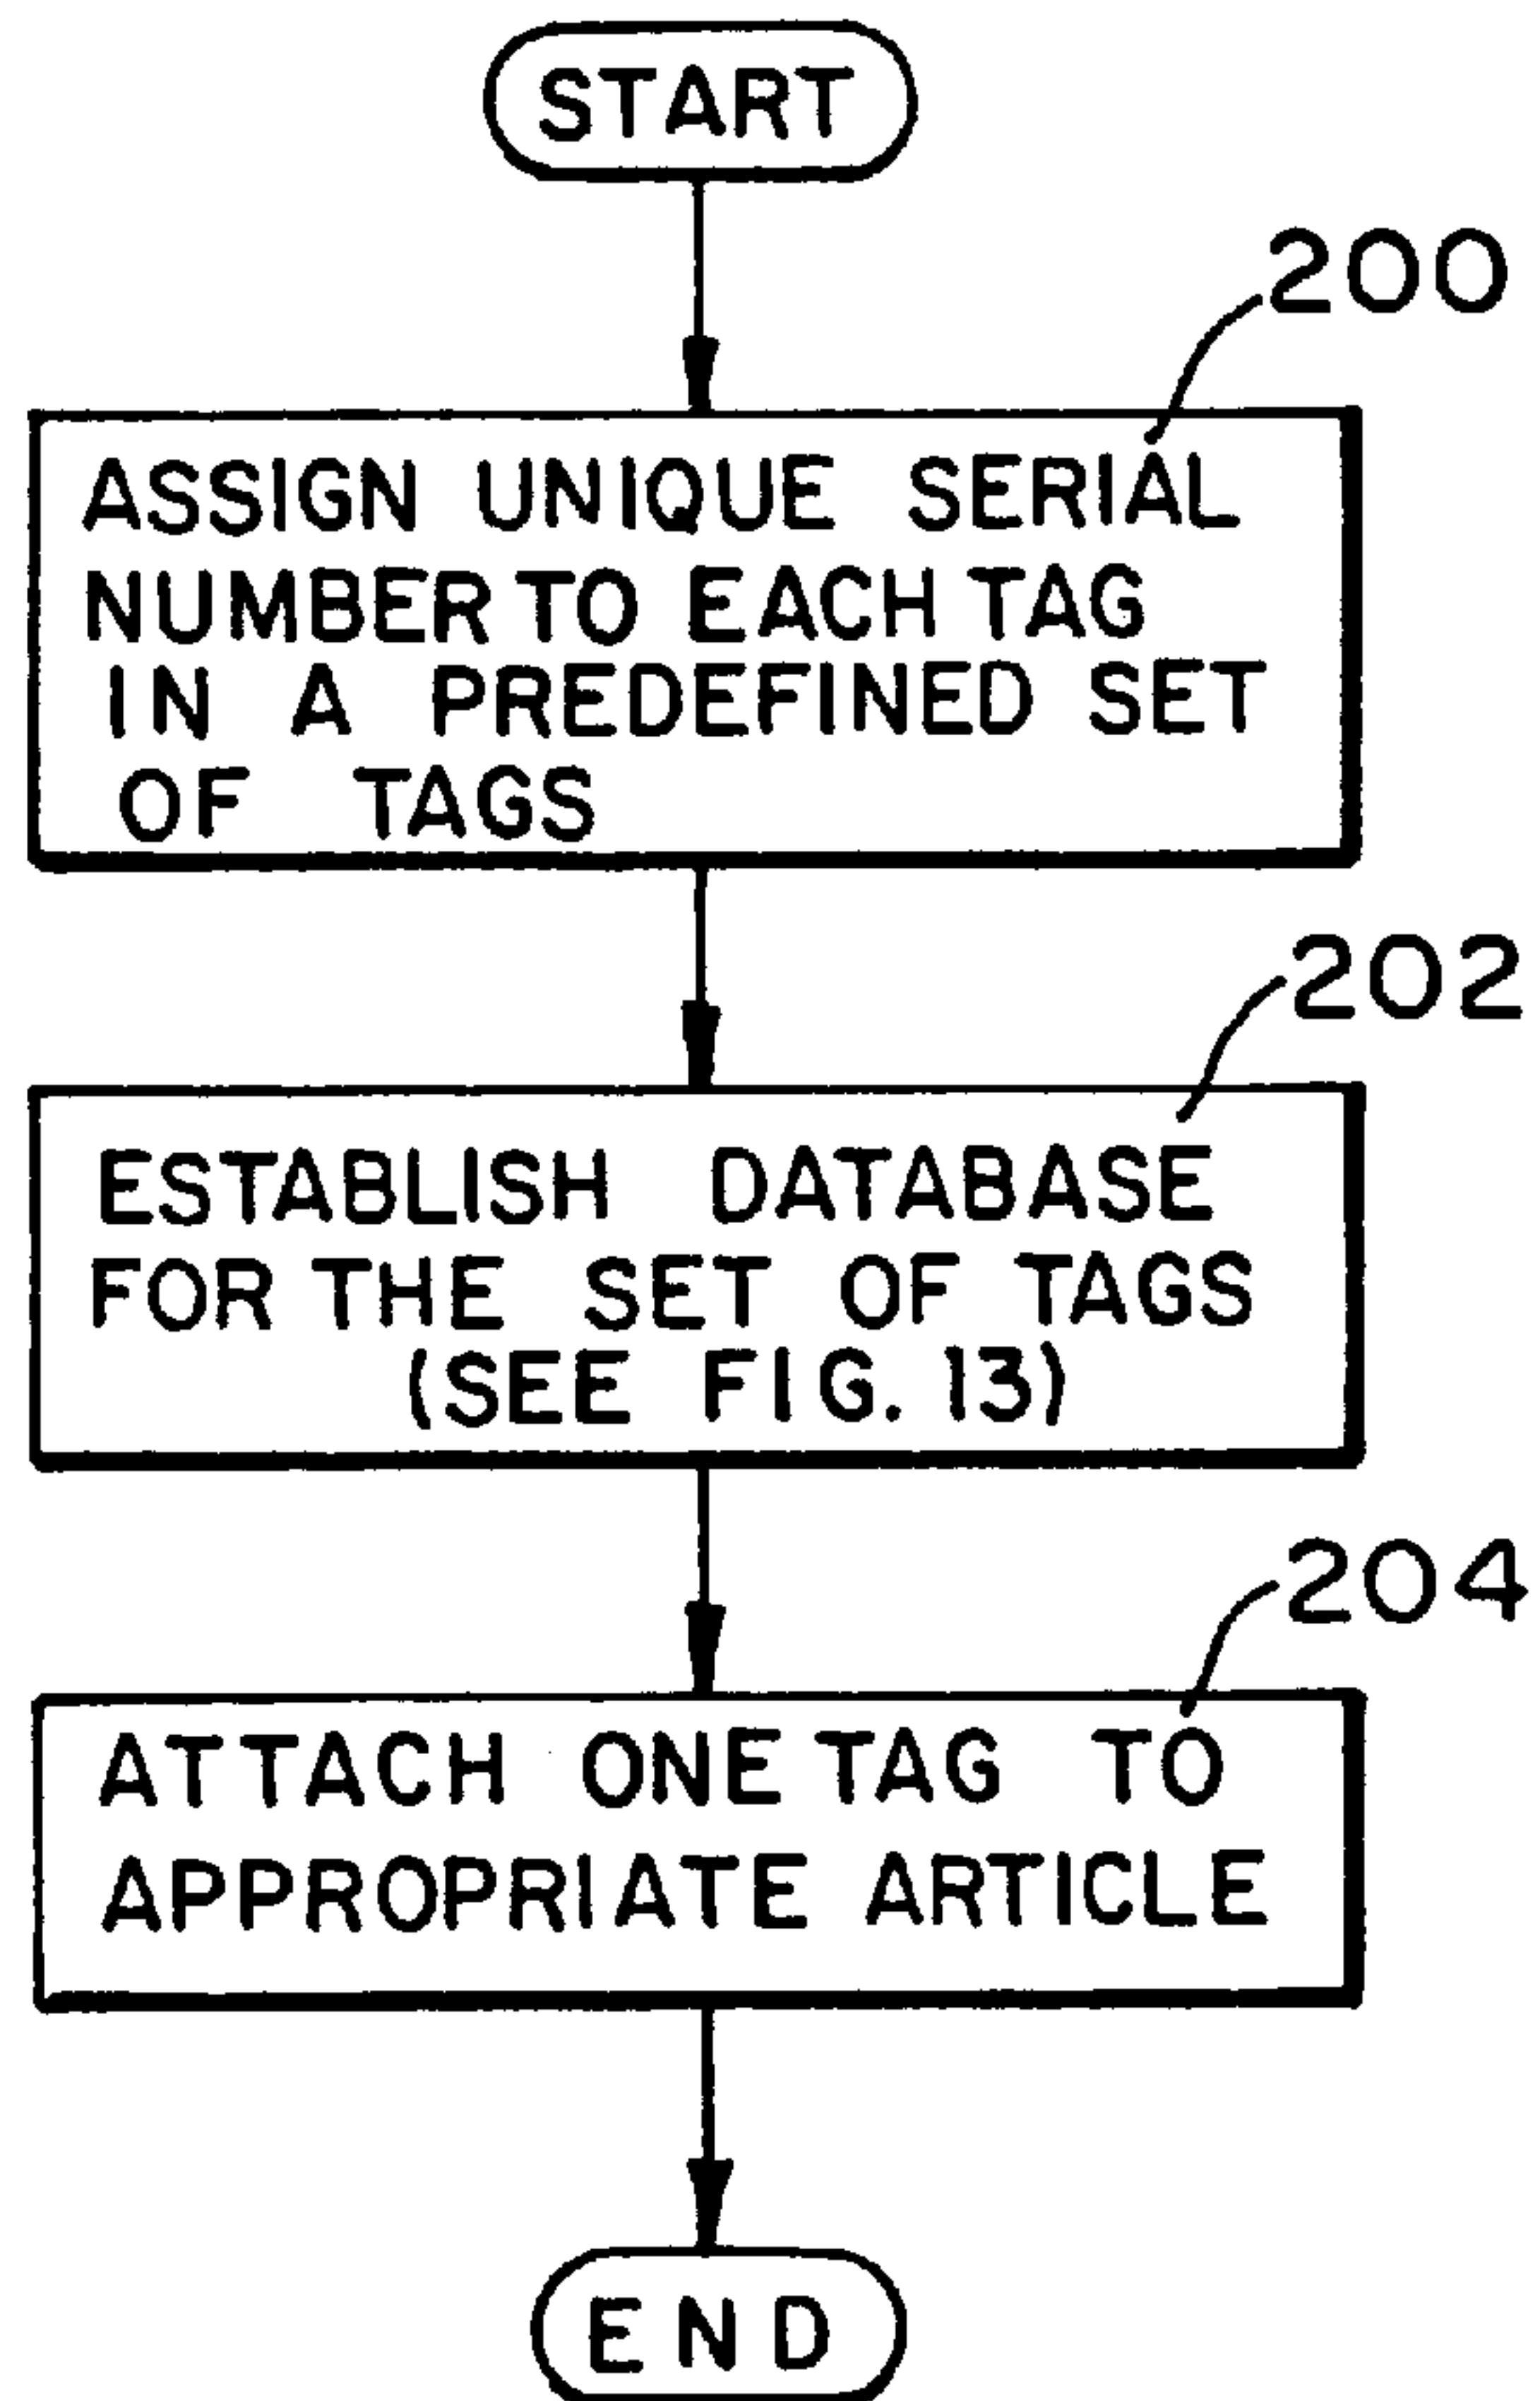 START
200
ASSIGN UNIQUE SERIAL
NUMBER TO EACH TAG
IN A PREDEFINED SET
OF TAGS
202
ESTABLISH DATABASE
FOR THE SET OF TAGS
(SEE FIG. 13)
204
ATTACH ONE TAG TO
APPROPRIATE ARTICLE
END